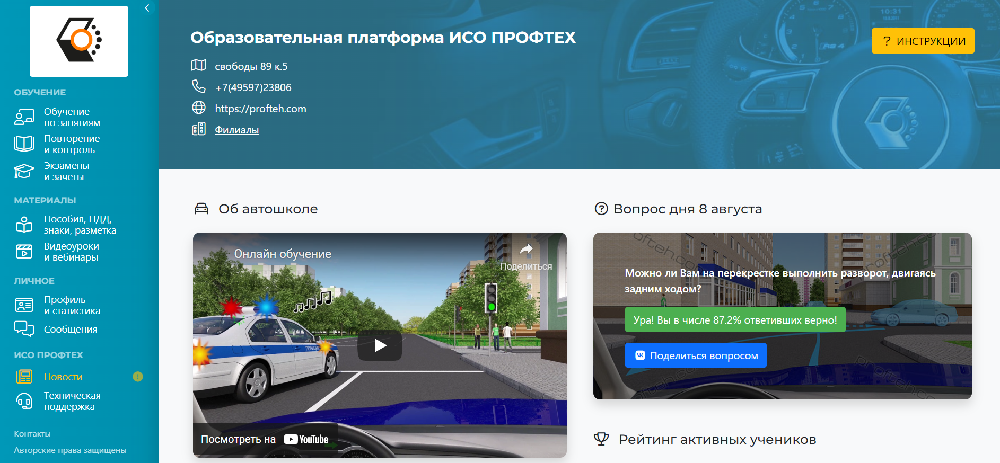 ОБУЧЕНИЕ
Обучение
по занятиям
Повторение
и контроль
Экзамены
и зачеты
МАТЕРИАЛЫ
Пособия, ПДД,
знаки, разметка
Видеоуроки
и вебинары
ЛИЧНОЕ
Профиль
и статистика
Сообщения
ИСО ПРОФТЕХ
Новости
Техническая
поддержка
Контакты
Авторские права защищены
Образовательная платформа ИСО ПРОФТЕХ
свободы 89 к.5
+7(49597)23806
https://profteh.com
Филиалы
? ИНСТРУКЦИИ
10:31
RS4
Об автошколе
Онлайн обучение
Поделиться
ПОЛИЦИЯ
Посмотреть на YouTube
Вопрос дня 8 августа
Можно ли Вам на перекрестке выполнить разворот, двигаясь
задним ходом?
Ура! Вы в числе 87.2% ответивших верно!
Поделиться вопросом
Рейтинг активных учеников